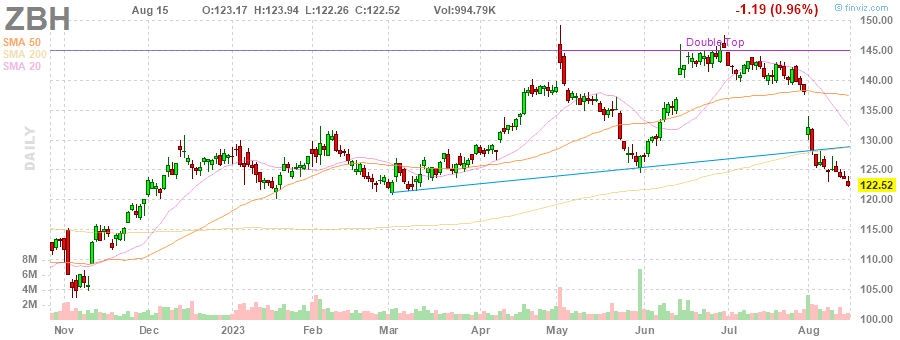 ZBH
Aug 15 O:123.17 H:123.94 L:122.26 C:122.52 Vol:994.79K
-1.19 (0.96%)
© finviz.com
SMA 50
SMA 200
SMA 20
Double Top
DAILY
150.00
145.00
140.00
135.00
130.00
125.00
122.52
120.00
115.00
110.00
105.00
100.00
8M
6M
4M
2M
Nov Dec 2023 Feb Mar Apr May Jun Jul Aug